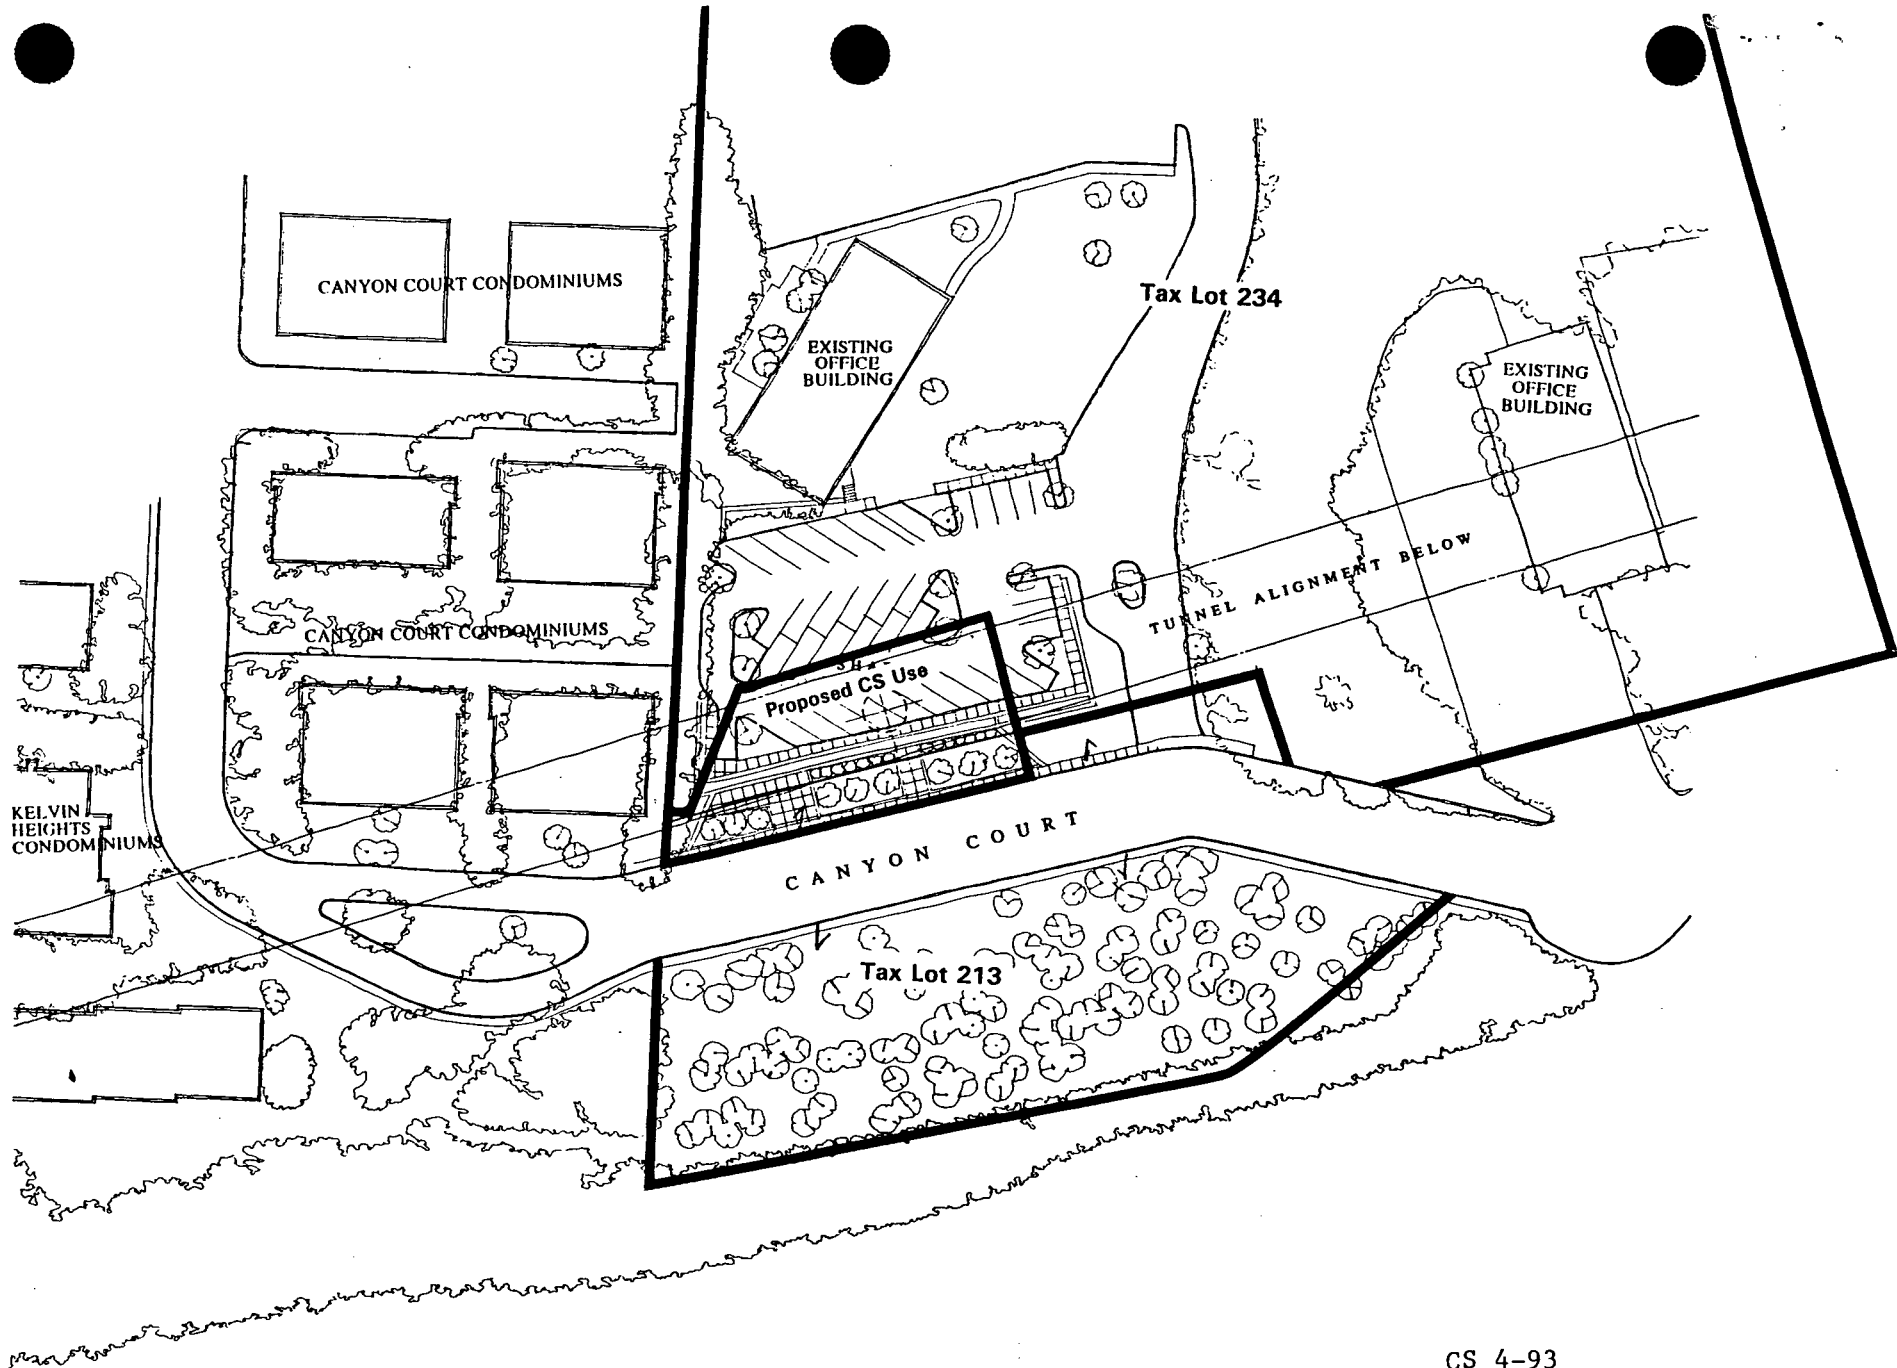 CANYON COURT CONDOMINIUMS
Tax Lot 234
EXISTING
OFFICE
BUILDING
EXISTING
OFFICE
BUILDING
TUNNEL ALIGNMENT BELOW
CANYON COURT CONDOMINIUMS
Proposed CS Use
KELVIN
HEIGHTS
CONDOMINIUMS
CANYON COURT
Tax Lot 213
CS 4-93